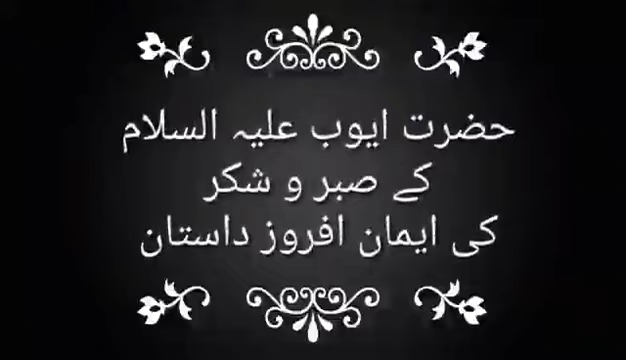 حضرت ایوب علیہ السلام
کے صبر و شکر
کی ایمان افروز داستان